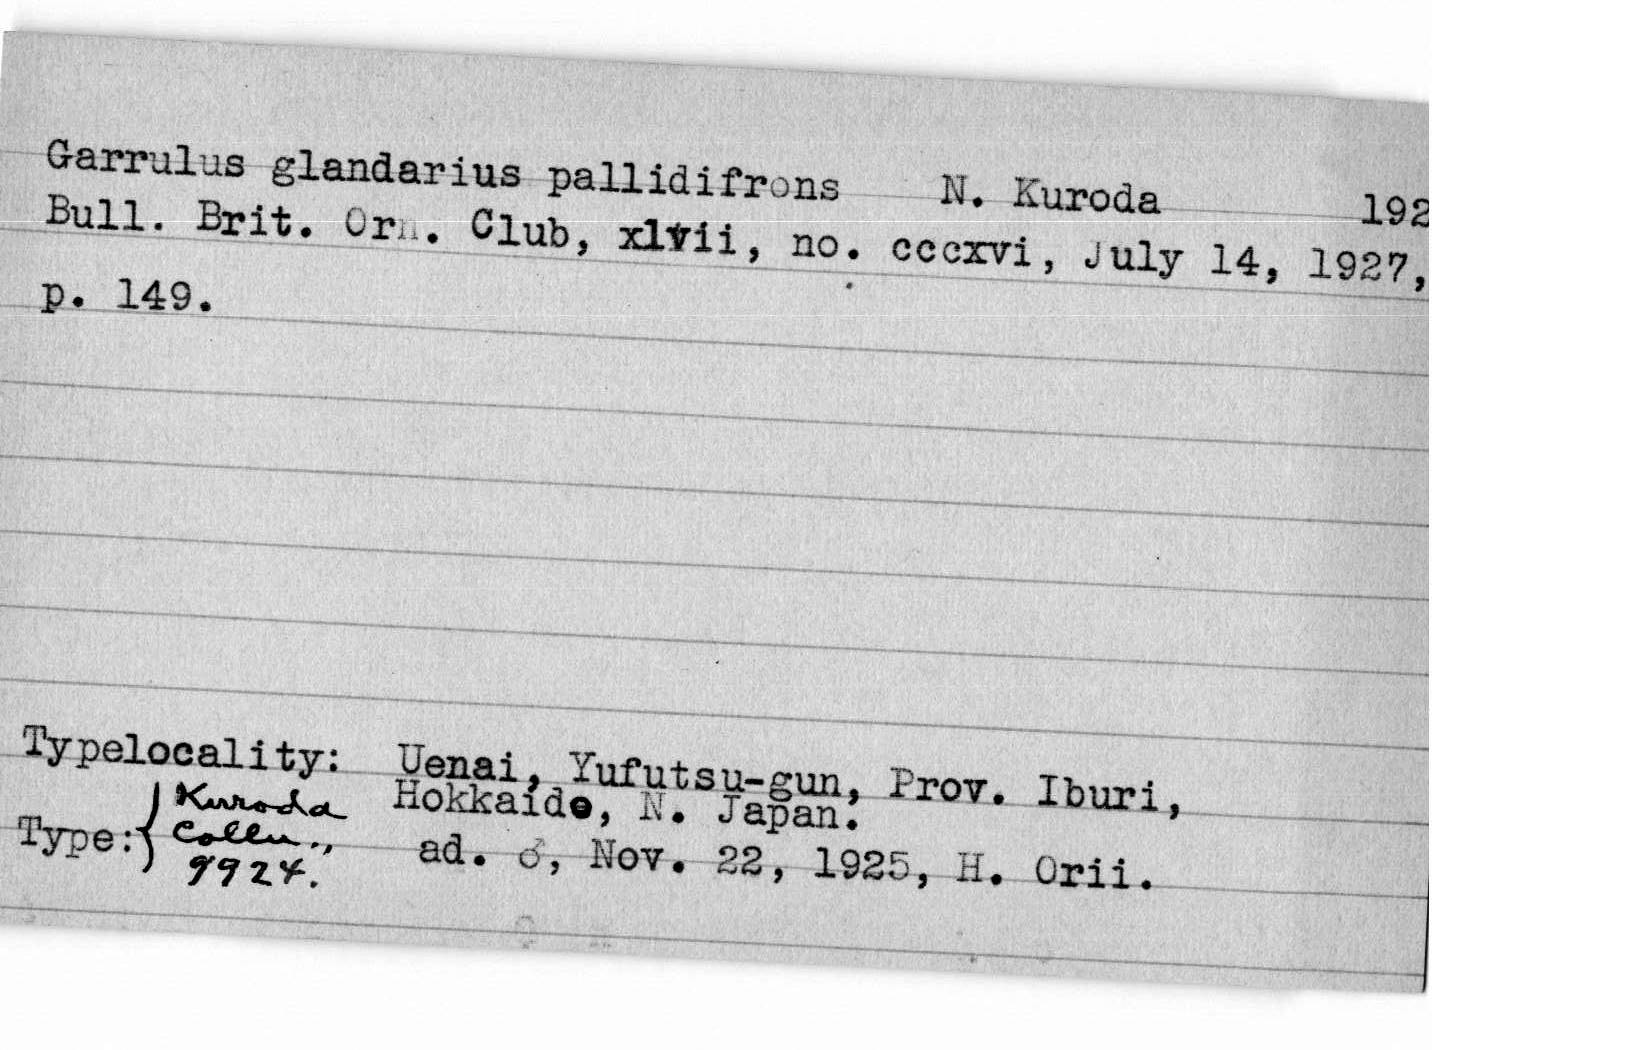 Garrulus glandarius pallidifrons N. Kuroda 192
Bull. Brit. Orn. Club, xlvii, no. cccxvi, July 14, 1927,
p. 149.
Typelocality: Uenai, Yufutsu-gun, Prov. Iburi,
Hokkaido, N. Japan.
Type: { Kuroda Colln., 9924. ad. ♂, Nov. 22, 1925, H. Orii.